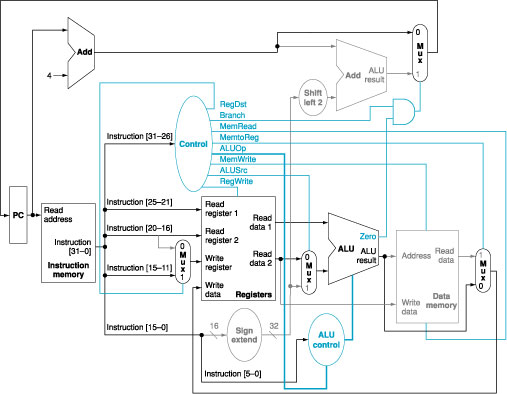 Add
4
Shift
left 2
Add
ALU
result
0
Mux
1
RegDst
Branch
MemRead
MemtoReg
ALUOp
MemWrite
ALUSrc
RegWrite
Instruction [31–26]
Control
PC
Read
address
Instruction
[31–0]
Instruction
memory
Instruction [25–21]
Instruction [20–16]
Instruction [15–11]
0
Mux
1
Read
register 1
Read
register 2
Write
register
Write
data
Read
data 1
Read
data 2
Registers
0
Mux
1
ALU
Zero
ALU
result
Address
Read
data
Write
data
Data
memory
1
Mux
0
Instruction [15–0]
16
Sign
extend
32
ALU
control
Instruction [5–0]